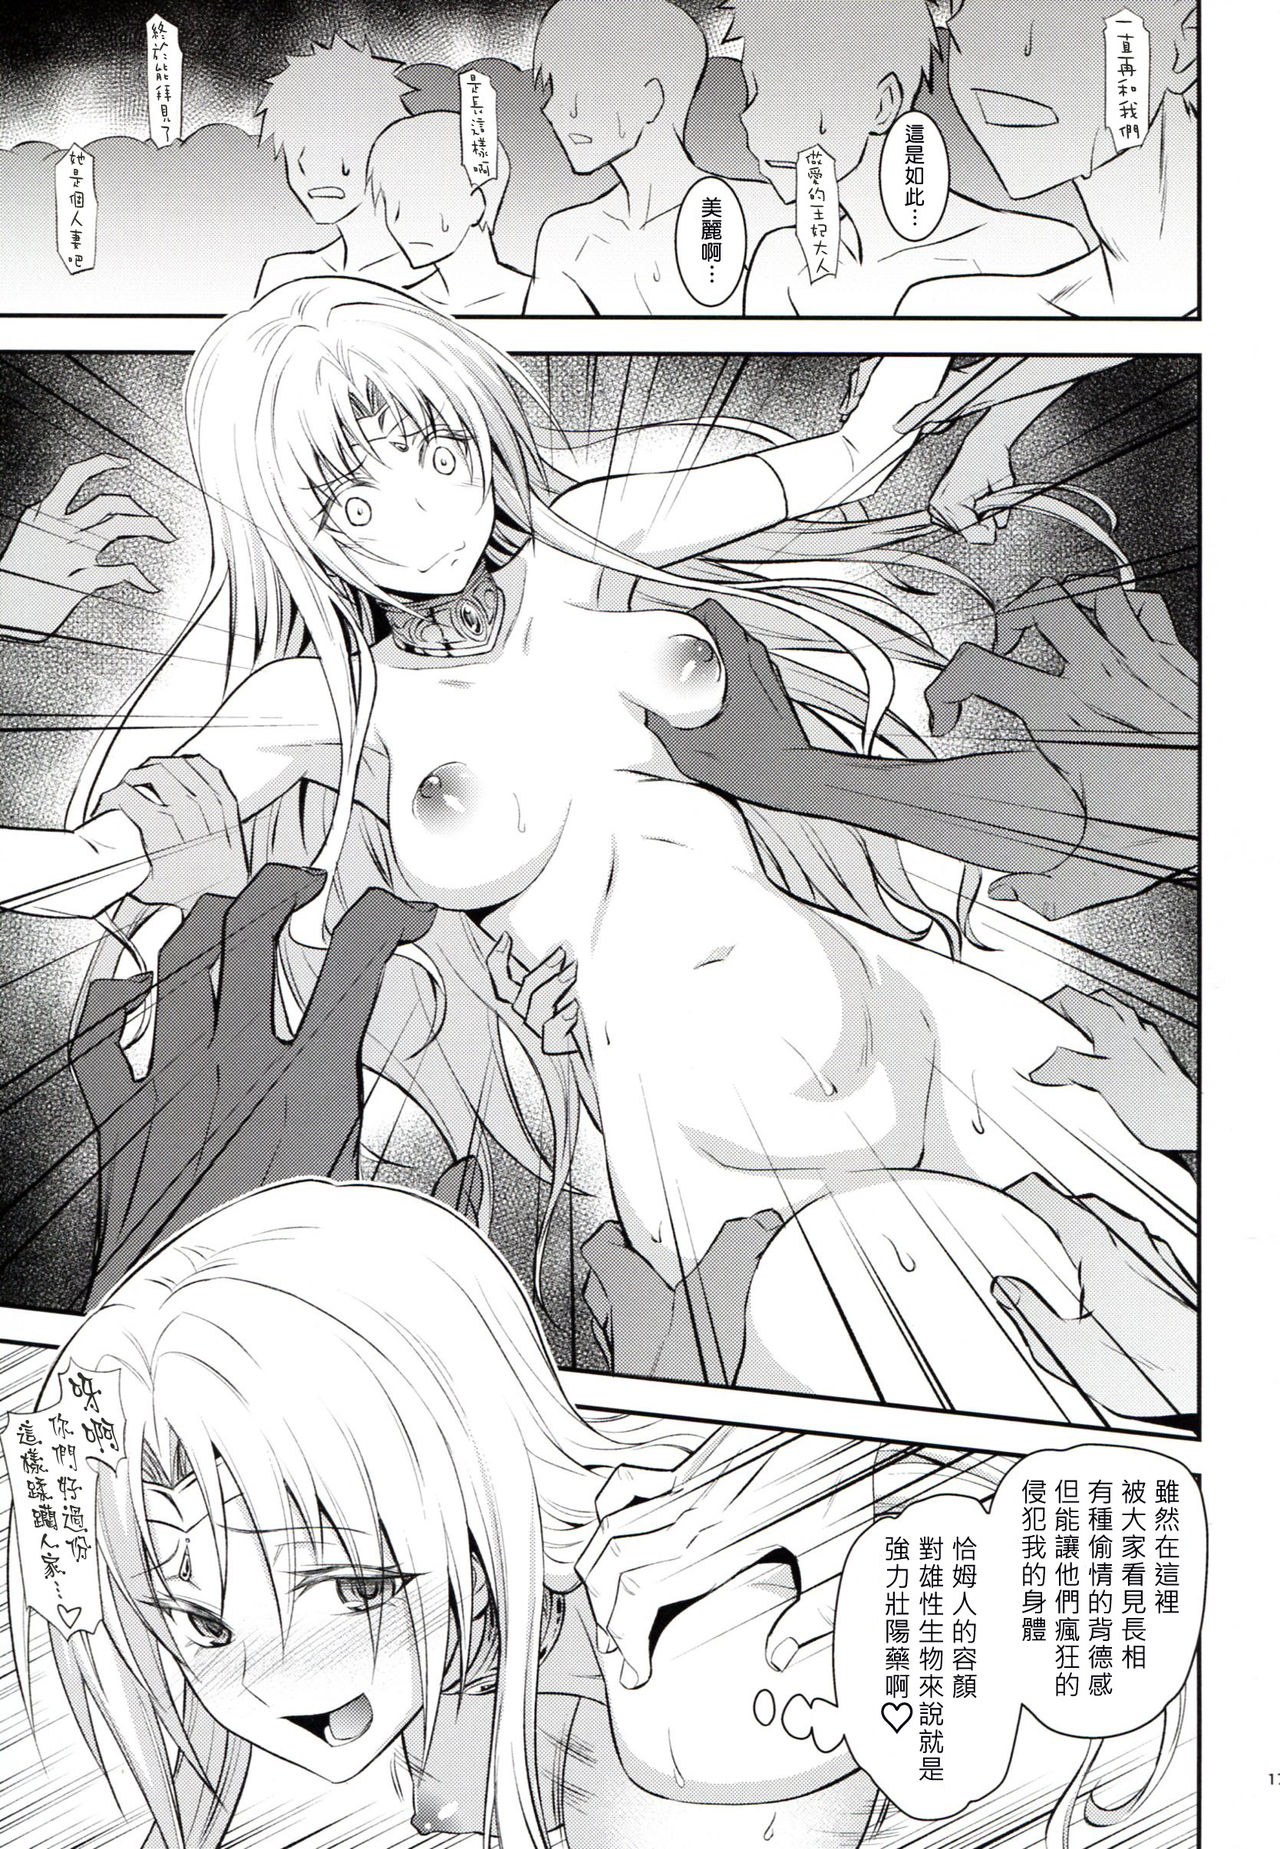 一直再和我們
做愛的王妃大人
這是如此…
美麗啊…
是長這樣啊
終於能拜見了
她是個人妻吧
雖然在這裡
被大家看見長相
有種偷情的背德感
但能讓他們瘋狂的
侵犯我的身體
恰姆人的容顏
對雄性生物來說就是
強力壯陽藥啊♡
呀啊
你們好過份
這樣蹂躪人家…♡
17